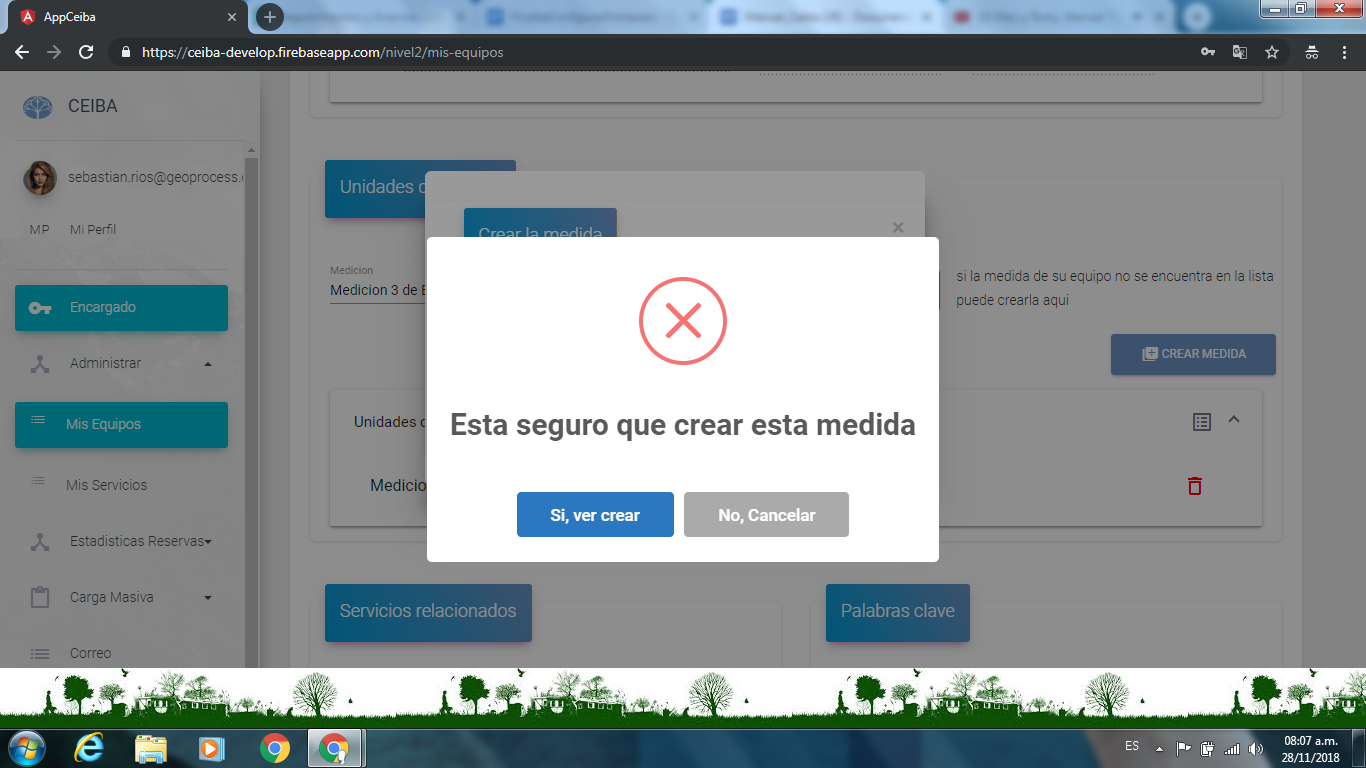 AppCeiba
https://ceiba-develop.firebaseapp.com/nivel2/mis-equipos
CEIBA
sebastian.rios@geoprocess.
MP Mi Perfil
Encargado
Administrar
Mis Equipos
Mis Servicios
Estadisticas Reservas
Carga Masiva
Correo
Unidades
Crear la medida
×
Medicion
Medicion 3 de
si la medida de su equipo no se encuentra en la lista
puede crearla aqui
CREAR MEDIDA
Unidades
Medicio
Esta seguro que crear esta medida
Si, ver crear
No, Cancelar
Servicios relacionados
Palabras clave
ES
08:07 a.m.
28/11/2018